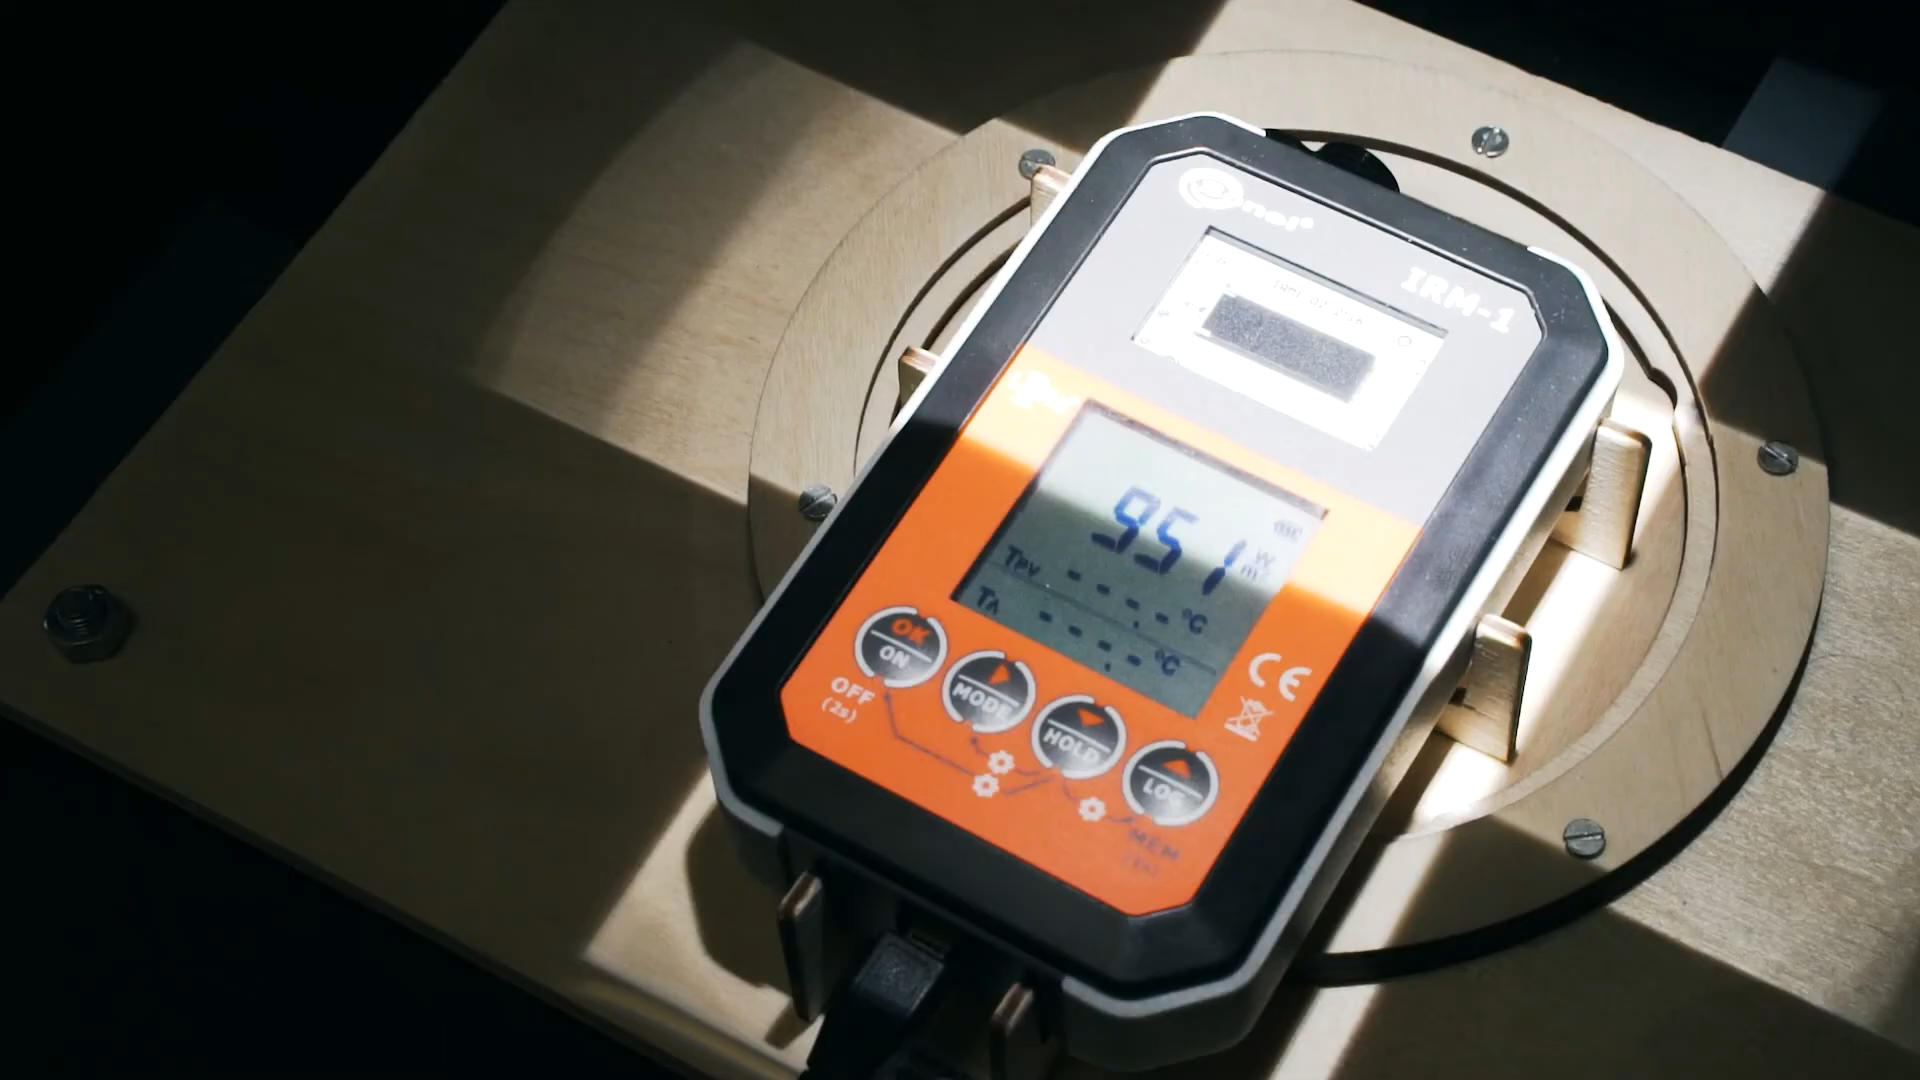 Sonel®
IRM-1
951 W/m²
TPV --.- °C
TA --.- °C
OK
ON
OFF
(2s)
MODE
HOLD
LOG
MEM
CE